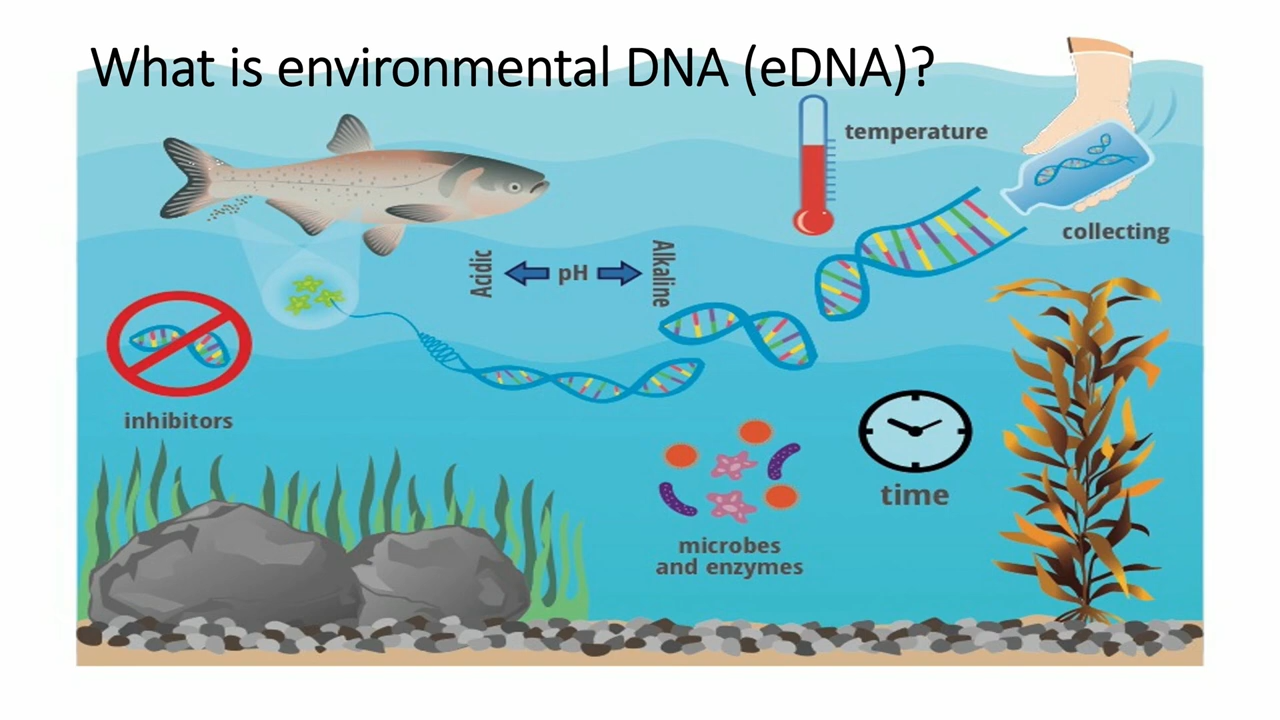 What is environmental DNA (eDNA)?
temperature
collecting
Acidic
pH
Alkaline
inhibitors
time
microbes
and enzymes